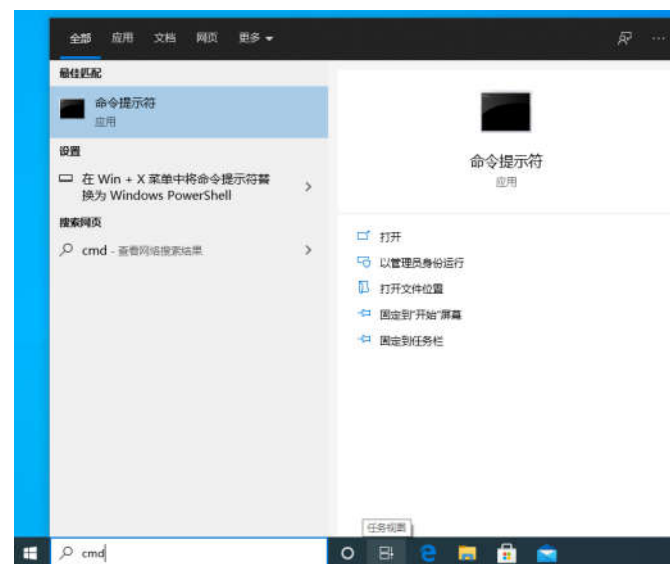 全部 应用 文档 网页 更多
最佳匹配
命令提示符
应用
设置
在 Win + X 菜单中将命令提示符替
换为 Windows PowerShell
搜索网页
cmd - 查看网络搜索结果
命令提示符
应用
打开
以管理员身份运行
打开文件位置
固定到"开始"屏幕
固定到任务栏
任务视图
cmd